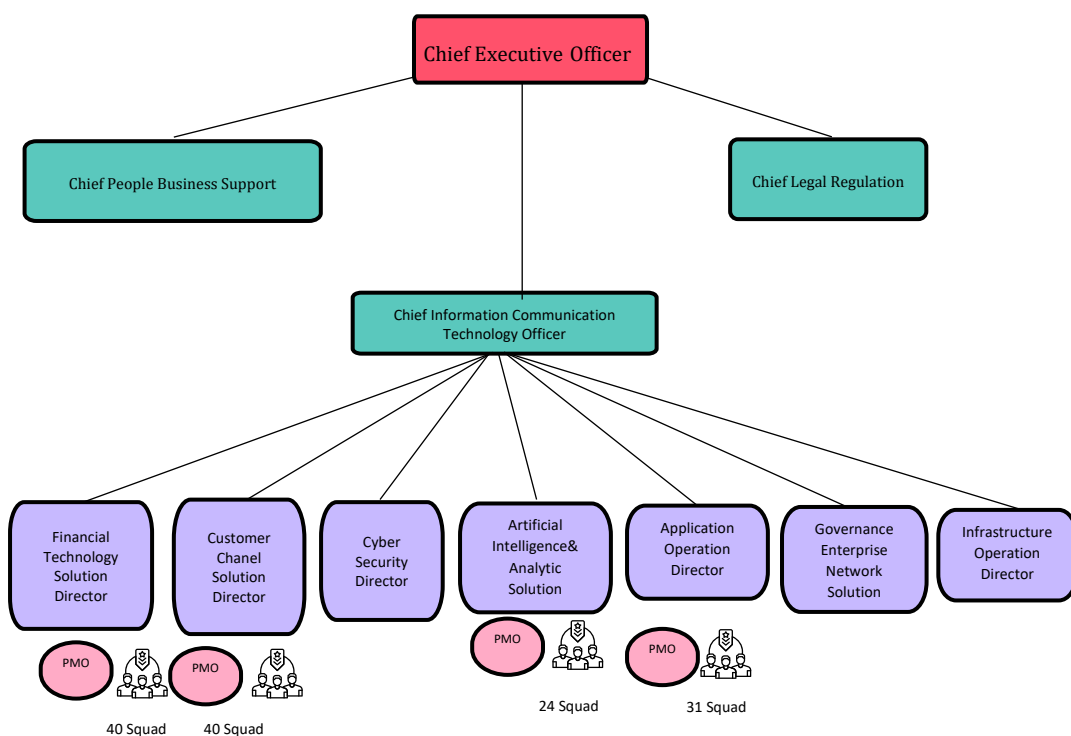 Chief Executive Officer
Chief People Business Support
Chief Legal Regulation
Chief Information Communication
Technology Officer
Financial
Technology
Solution
Director
Customer
Chanel
Solution
Director
Cyber
Security
Director
Artificial
Intelligence&
Analytic
Solution
Application
Operation
Director
Governance
Enterprise
Network
Solution
Infrastructure
Operation
Director
PMO
PMO
PMO
PMO
40 Squad
40 Squad
24 Squad
31 Squad